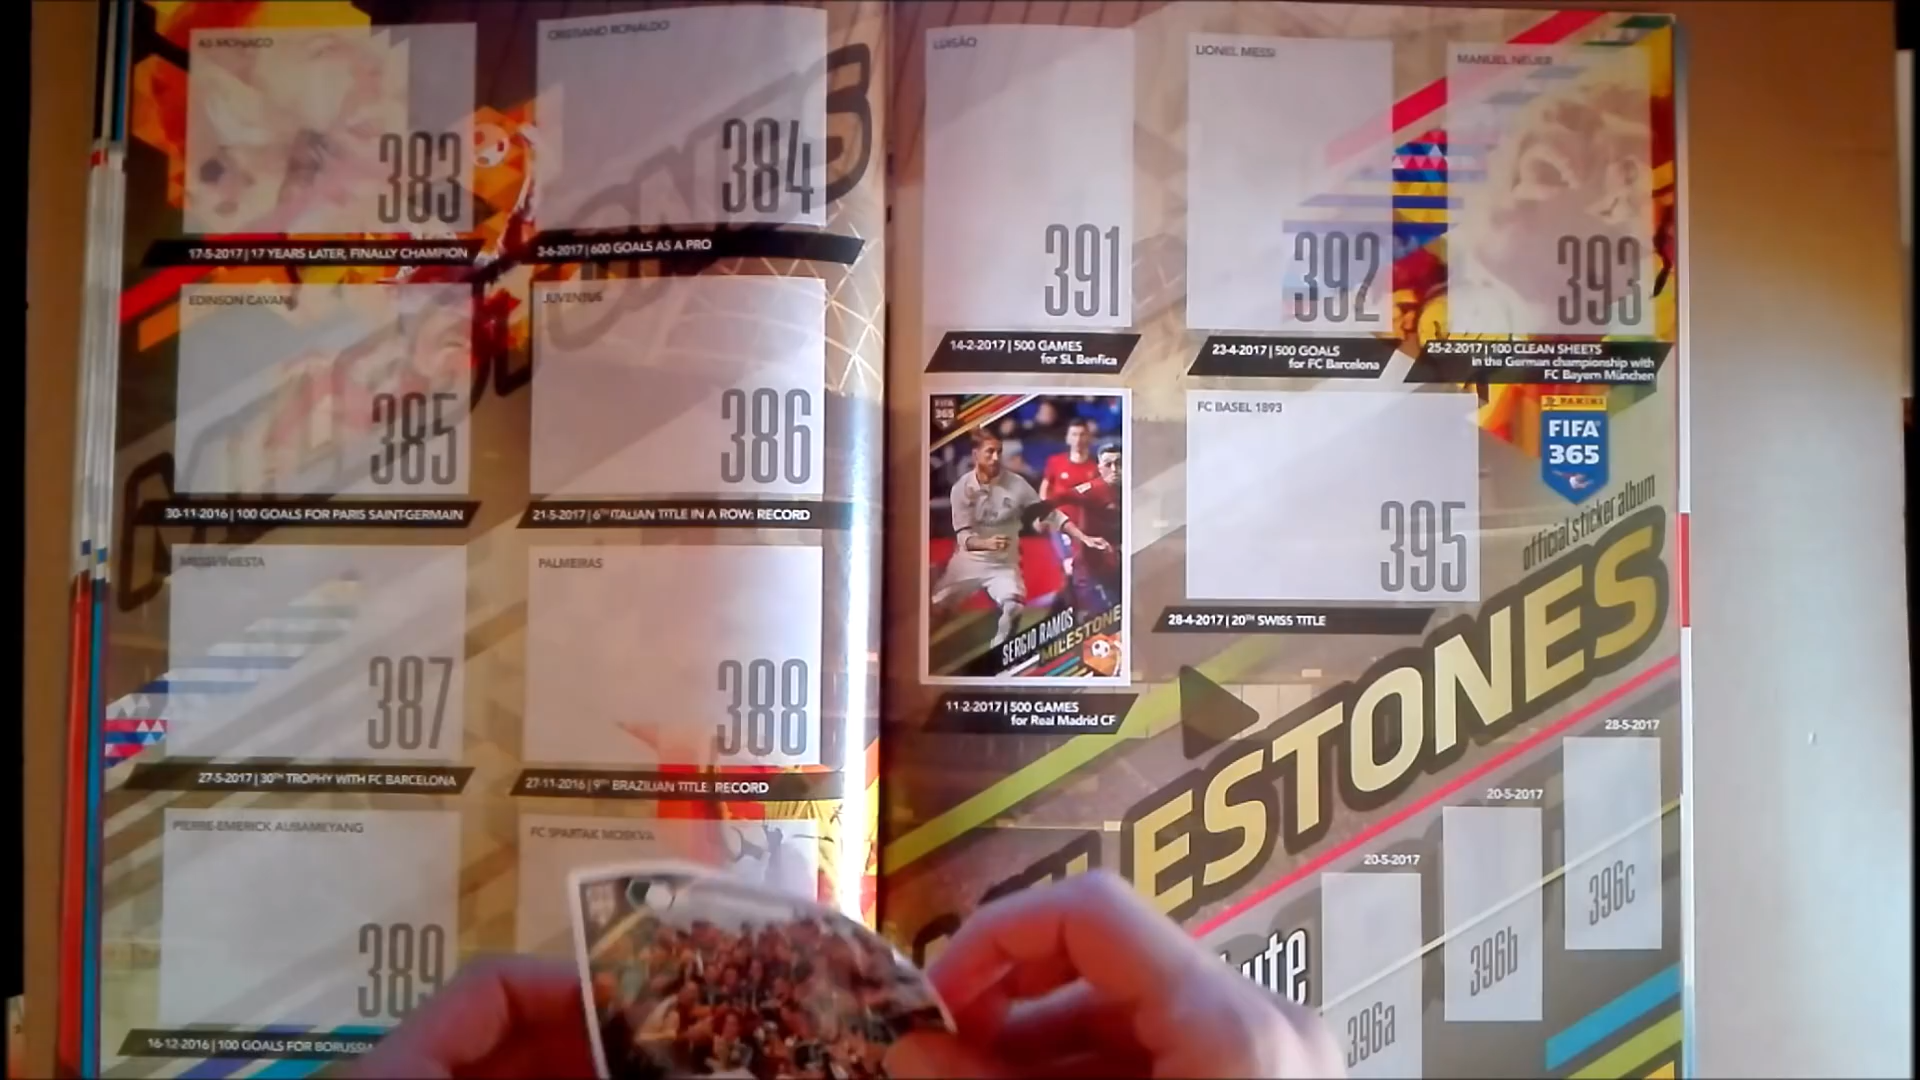 AS MONACO
383
17-5-2017 | 17 YEARS LATER, FINALLY CHAMPION
CRISTIANO RONALDO
384
3-6-2017 | 600 GOALS AS A PRO
EDINSON CAVANI
385
30-11-2016 | 100 GOALS FOR PARIS SAINT-GERMAIN
JUVENTUS
386
21-5-2017 | 6TH ITALIAN TITLE IN A ROW: RECORD
MESSI/INIESTA
387
27-5-2017 | 30TH TROPHY WITH FC BARCELONA
PALMEIRAS
388
27-11-2016 | 9TH BRAZILIAN TITLE: RECORD
PIERRE-EMERICK AUBAMEYANG
389
16-12-2016 | 100 GOALS FOR BORUSSIA
FC SPARTAK MOSKVA
MILESTONES
LUISÃO
391
14-2-2017 | 500 GAMES
for SL Benfica
LIONEL MESSI
392
23-4-2017 | 500 GOALS
for FC Barcelona
MANUEL NEUER
393
25-2-2017 | 100 CLEAN SHEETS
in the German championship with
FC Bayern München
FIFA
365
SERGIO RAMOS
MILESTONE
11-2-2017 | 500 GAMES
for Real Madrid CF
FC BASEL 1893
395
28-4-2017 | 20TH SWISS TITLE
PANINI
FIFA
365
official sticker album
MILESTONES
28-5-2017
396c
20-5-2017
396b
20-5-2017
396a